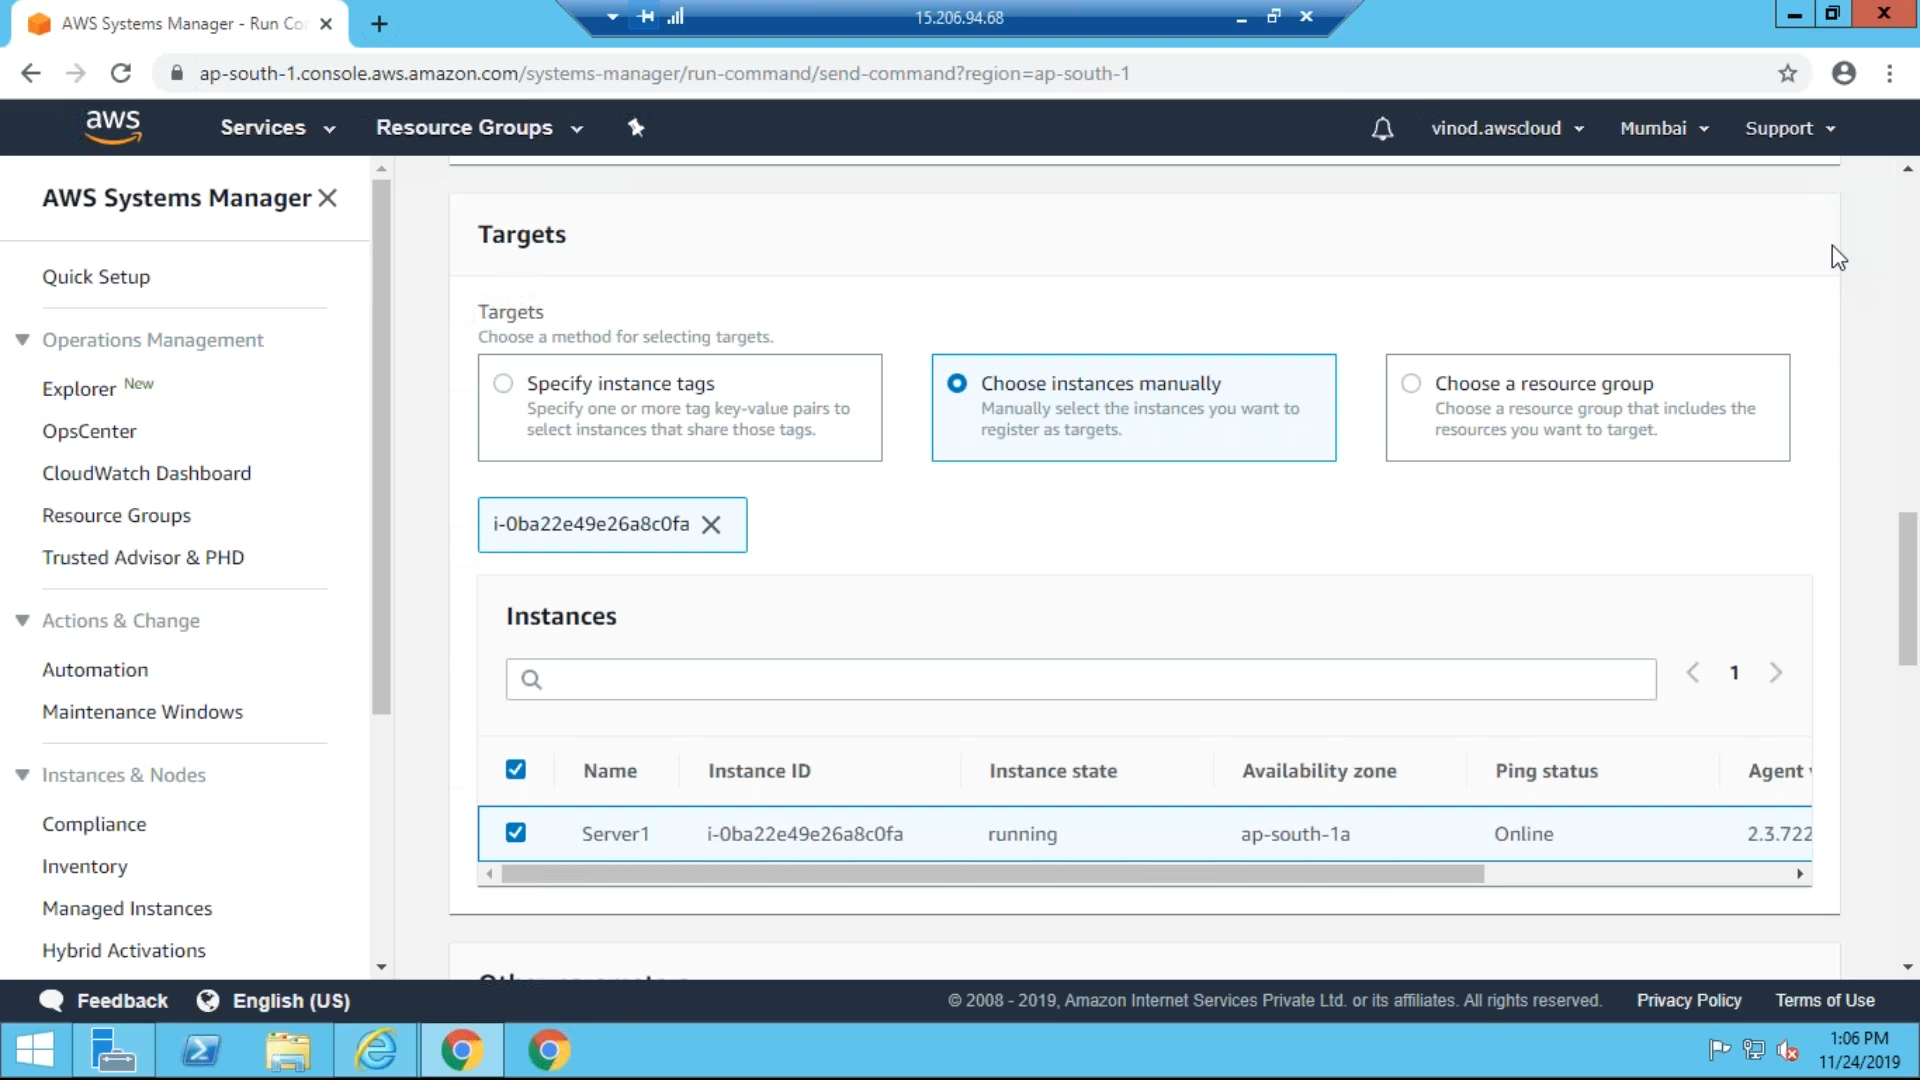 AWS Systems Manager - Run Co
15.206.94.68
ap-south-1.console.aws.amazon.com/systems-manager/run-command/send-command?region=ap-south-1
aws
Services
Resource Groups
vinod.awscloud
Mumbai
Support
AWS Systems Manager
Quick Setup
Operations Management
Explorer New
OpsCenter
CloudWatch Dashboard
Resource Groups
Trusted Advisor & PHD
Actions & Change
Automation
Maintenance Windows
Instances & Nodes
Compliance
Inventory
Managed Instances
Hybrid Activations
Targets
Targets
Choose a method for selecting targets.
Specify instance tags
Specify one or more tag key-value pairs to
select instances that share those tags.
Choose instances manually
Manually select the instances you want to
register as targets.
Choose a resource group
Choose a resource group that includes the
resources you want to target.
i-0ba22e49e26a8c0fa
Instances
1
Name Instance ID Instance state Availability zone Ping status Agent
Server1 i-0ba22e49e26a8c0fa running ap-south-1a Online 2.3.722
Feedback
English (US)
© 2008 - 2019, Amazon Internet Services Private Ltd. or its affiliates. All rights reserved.
Privacy Policy
Terms of Use
1:06 PM
11/24/2019